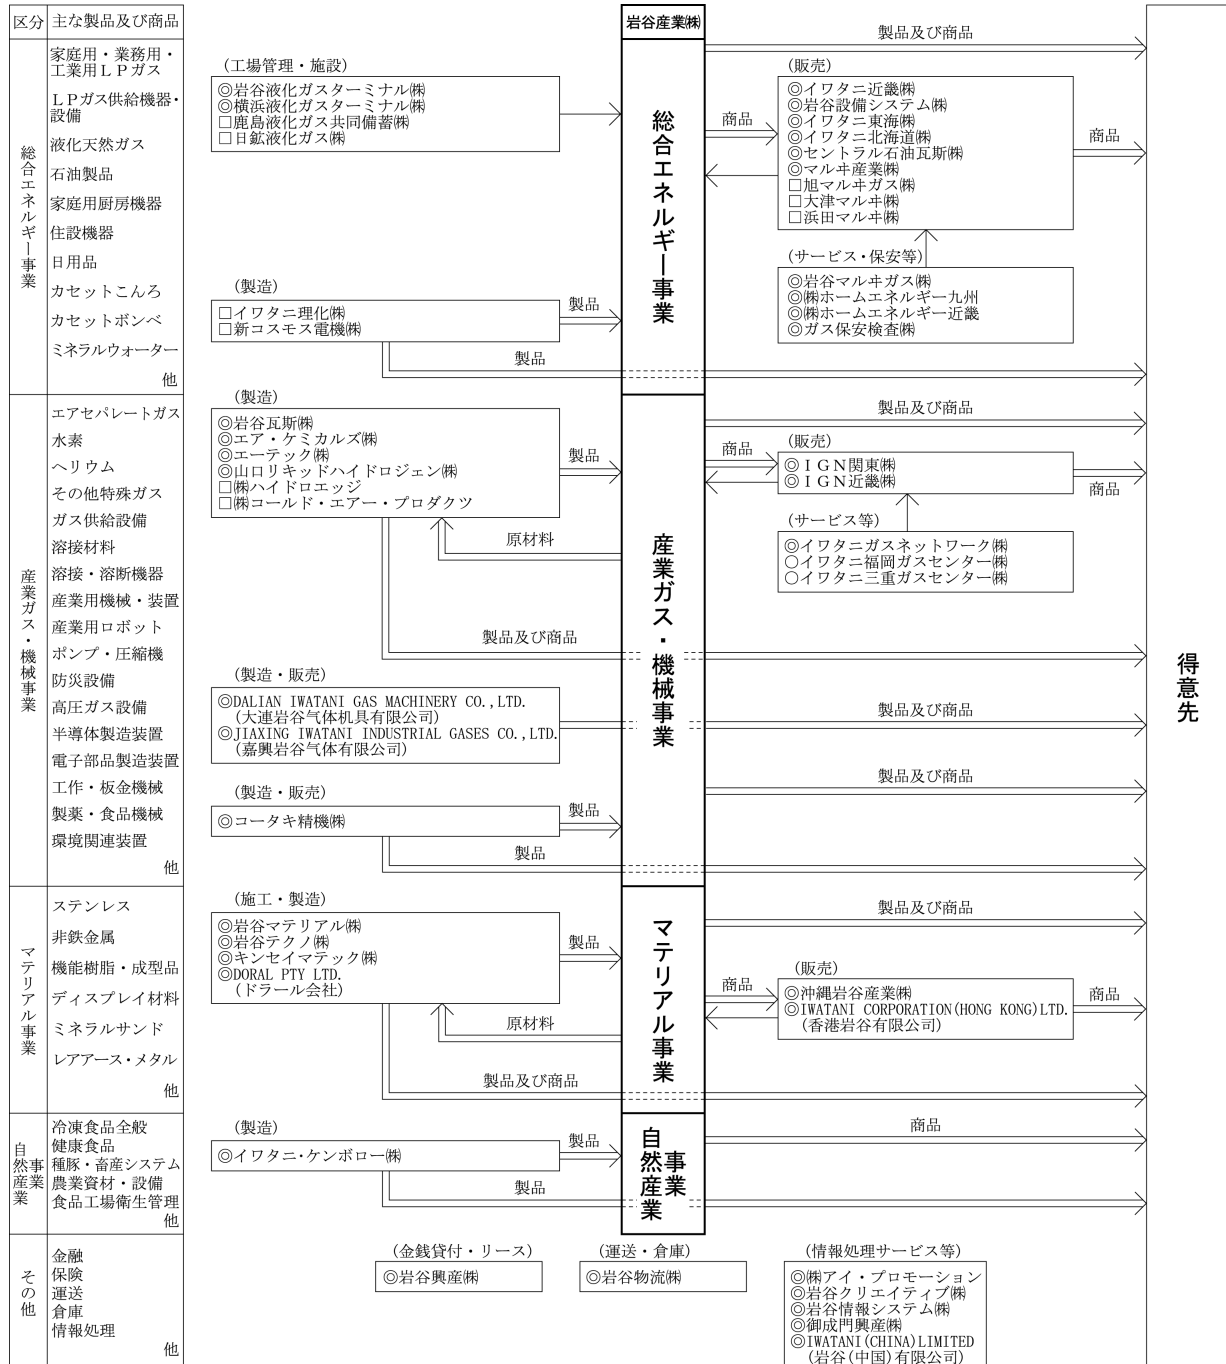 区分
主な製品及び商品
岩谷産業㈱
得意先
総合エネルギー事業
家庭用・業務用・
工業用ＬＰガス
ＬＰガス供給機器・
設備
液化天然ガス
石油製品
家庭用厨房機器
住設機器
日用品
カセットこんろ
カセットボンベ
ミネラルウォーター
他
(工場管理・施設)
◎岩谷液化ガスターミナル㈱
◎横浜液化ガスターミナル㈱
□鹿島液化ガス共同備蓄㈱
□日鉱液化ガス㈱
(製造)
□イワタニ理化㈱
□新コスモス電機㈱
製品
製品
総合エネルギー事業
製品及び商品
商品
(販売)
◎イワタニ近畿㈱
◎岩谷設備システム㈱
◎イワタニ東海㈱
◎イワタニ北海道㈱
◎セントラル石油瓦斯㈱
◎マルヰ産業㈱
□旭マルヰガス㈱
□大津マルヰ㈱
□浜田マルヰ㈱
商品
(サービス・保安等)
◎岩谷マルヰガス㈱
◎㈱ホームエネルギー九州
◎㈱ホームエネルギー近畿
◎ガス保安検査㈱
産業ガス・機械事業
エアセパレートガス
水素
ヘリウム
その他特殊ガス
ガス供給設備
溶接材料
溶接・溶断機器
産業用機械・装置
産業用ロボット
ポンプ・圧縮機
防災設備
高圧ガス設備
半導体製造装置
電子部品製造装置
工作・板金機械
製薬・食品機械
環境関連装置
他
(製造)
◎岩谷瓦斯㈱
◎エア・ケミカルズ㈱
◎エーテック㈱
◎山口リキッドハイドロジェン㈱
□㈱ハイドロエッジ
□㈱コールド・エアー・プロダクツ
製品
原材料
製品及び商品
(製造・販売)
◎DALIAN IWATANI GAS MACHINERY CO.,LTD.
(大連岩谷气体机具有限公司)
◎JIAXING IWATANI INDUSTRIAL GASES CO.,LTD.
(嘉興岩谷气体有限公司)
(製造・販売)
◎コータキ精機㈱
製品
製品
産業ガス・機械事業
製品及び商品
商品
(販売)
◎ＩＧＮ関東㈱
◎ＩＧＮ近畿㈱
商品
(サービス等)
◎イワタニガスネットワーク㈱
○イワタニ福岡ガスセンター㈱
○イワタニ三重ガスセンター㈱
製品及び商品
製品及び商品
マテリアル事業
ステンレス
非鉄金属
機能樹脂・成型品
ディスプレイ材料
ミネラルサンド
レアアース・メタル
他
(施工・製造)
◎岩谷マテリアル㈱
◎岩谷テクノ㈱
◎キンセイマテック㈱
◎DORAL PTY LTD.
(ドラール会社)
製品
原材料
製品及び商品
マテリアル事業
製品及び商品
商品
(販売)
◎沖縄岩谷産業㈱
◎IWATANI CORPORATION(HONG KONG)LTD.
(香港岩谷有限公司)
商品
自然産業事業
冷凍食品全般
健康食品
種豚・畜産システム
農業資材・設備
食品工場衛生管理
他
(製造)
◎イワタニ・ケンボロー㈱
製品
製品
自然産業事業
商品
その他
金融
保険
運送
倉庫
情報処理
他
(金銭貸付・リース)
◎岩谷興産㈱
(運送・倉庫)
◎岩谷物流㈱
(情報処理サービス等)
◎㈱アイ・プロモーション
◎岩谷クリエイティブ㈱
◎岩谷情報システム㈱
◎御成門興産㈱
◎IWATANI(CHINA)LIMITED
(岩谷(中国)有限公司)